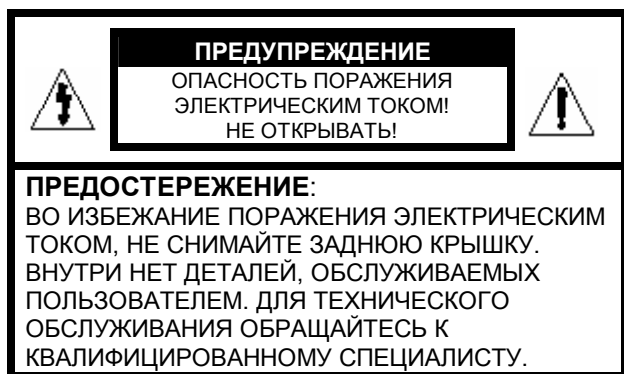 ПРЕДУПРЕЖДЕНИЕ
ОПАСНОСТЬ ПОРАЖЕНИЯ
ЭЛЕКТРИЧЕСКИМ ТОКОМ!
НЕ ОТКРЫВАТЬ!
ПРЕДОСТЕРЕЖЕНИЕ:
ВО ИЗБЕЖАНИЕ ПОРАЖЕНИЯ ЭЛЕКТРИЧЕСКИМ
ТОКОМ, НЕ СНИМАЙТЕ ЗАДНЮЮ КРЫШКУ.
ВНУТРИ НЕТ ДЕТАЛЕЙ, ОБСЛУЖИВАЕМЫХ
ПОЛЬЗОВАТЕЛЕМ. ДЛЯ ТЕХНИЧЕСКОГО
ОБСЛУЖИВАНИЯ ОБРАЩАЙТЕСЬ К
КВАЛИФИЦИРОВАННОМУ СПЕЦИАЛИСТУ.